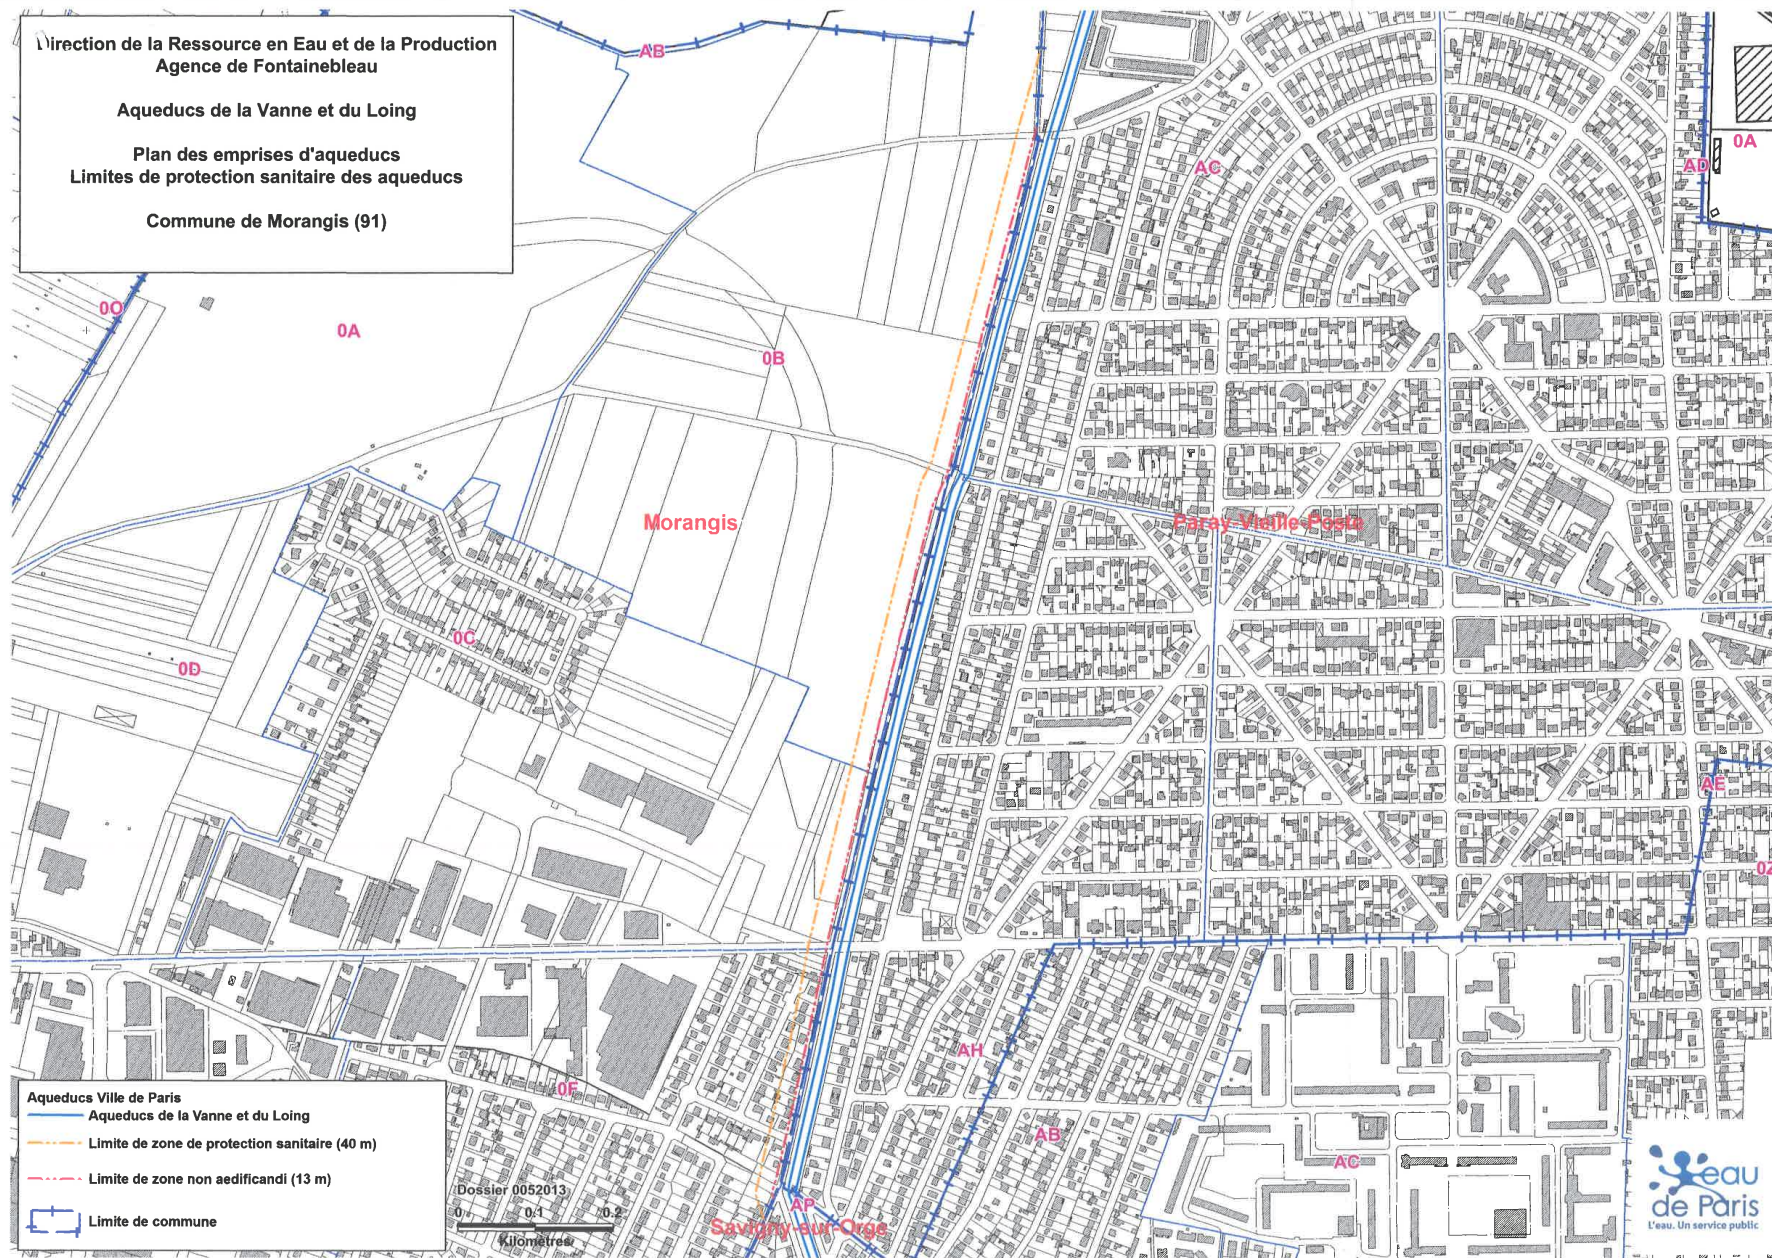 Direction de la Ressource en Eau et de la Production
Agence de Fontainebleau
Aqueducs de la Vanne et du Loing
Plan des emprises d'aqueducs
Limites de protection sanitaire des aqueducs
Commune de Morangis (91)
AB
AC
AD
0A
0O
0A
0B
Morangis
Paray-Vieille-Poste
0C
0D
AE
0Z
AH
0F
AB
AC
AP
Savigny-sur-Orge
Aqueducs Ville de Paris
Aqueducs de la Vanne et du Loing
Limite de zone de protection sanitaire (40 m)
Limite de zone non aedificandi (13 m)
Limite de commune
Dossier 0052013
0 0.1 0.2
Kilomètres
eau
de Paris
L'eau. Un service public